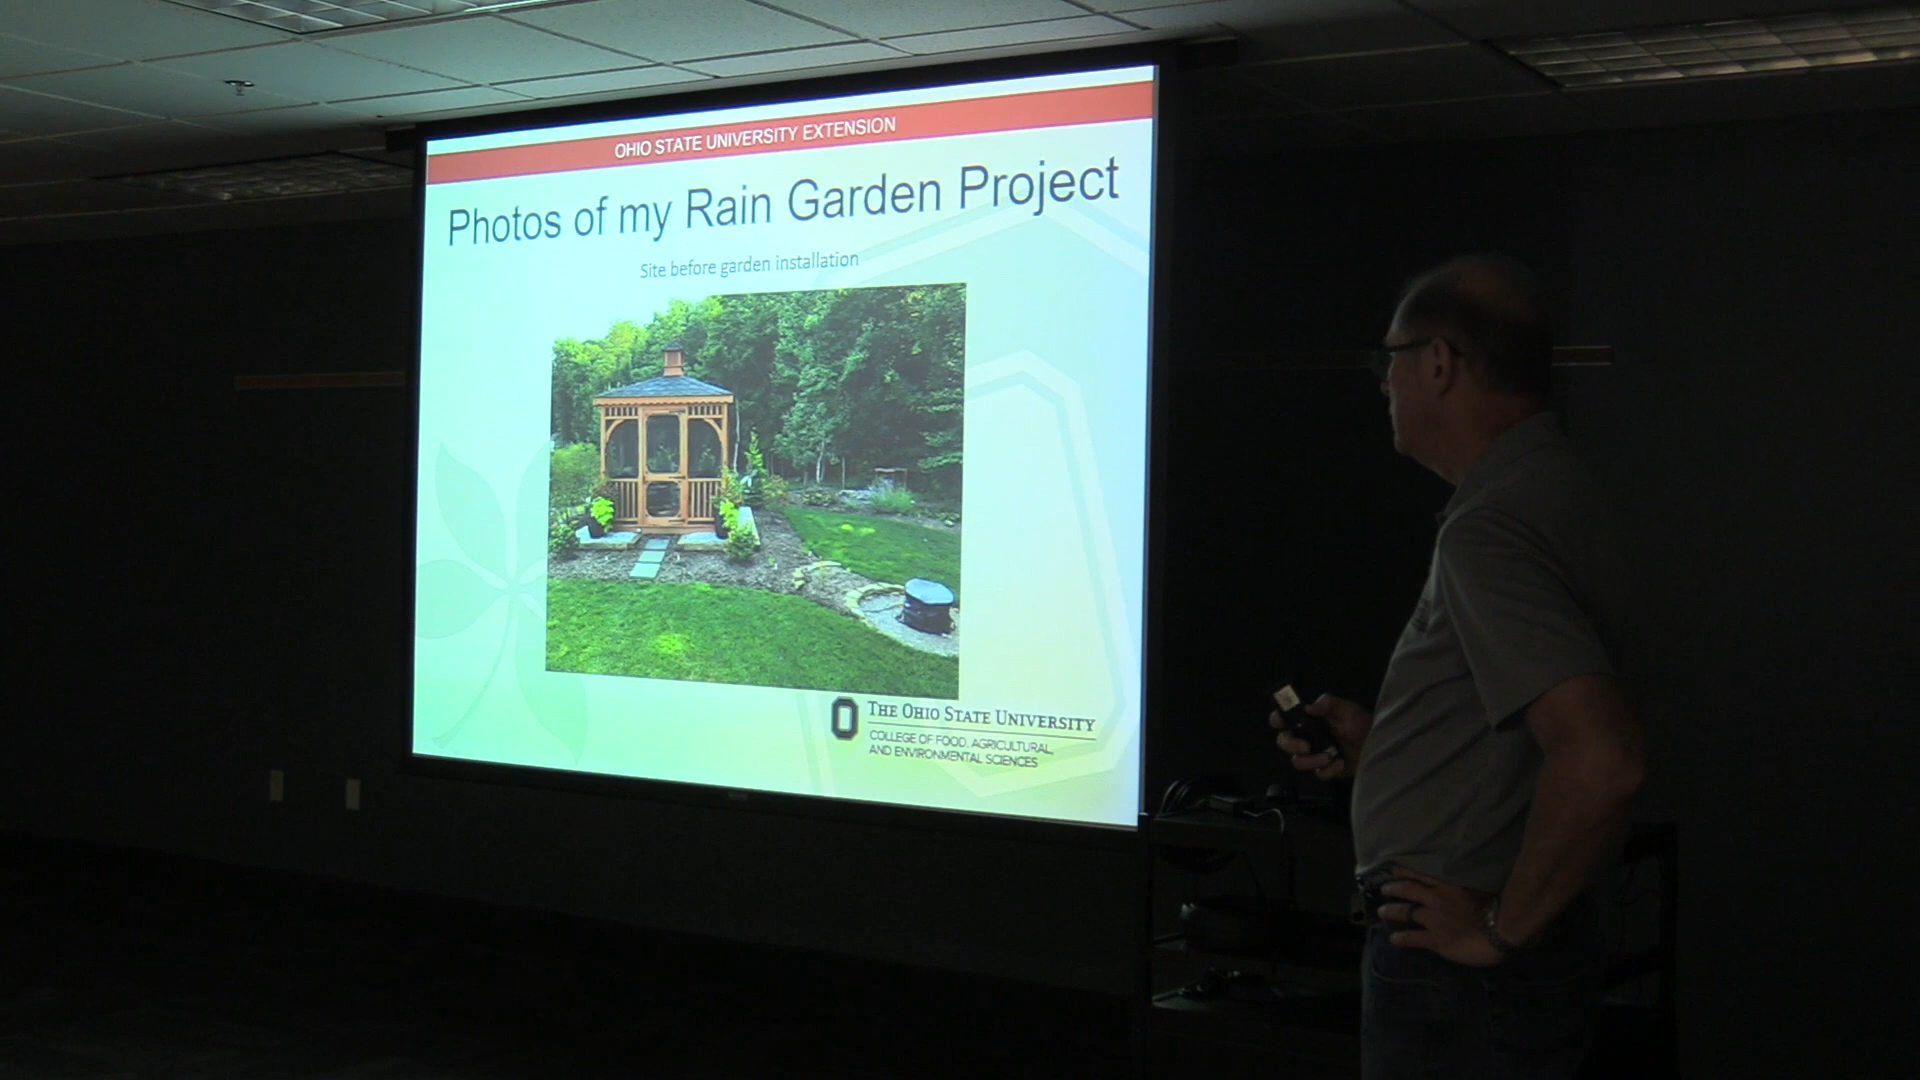 OHIO STATE UNIVERSITY EXTENSION
Photos of my Rain Garden Project
Site before garden installation
THE OHIO STATE UNIVERSITY
COLLEGE OF FOOD, AGRICULTURAL,
AND ENVIRONMENTAL SCIENCES